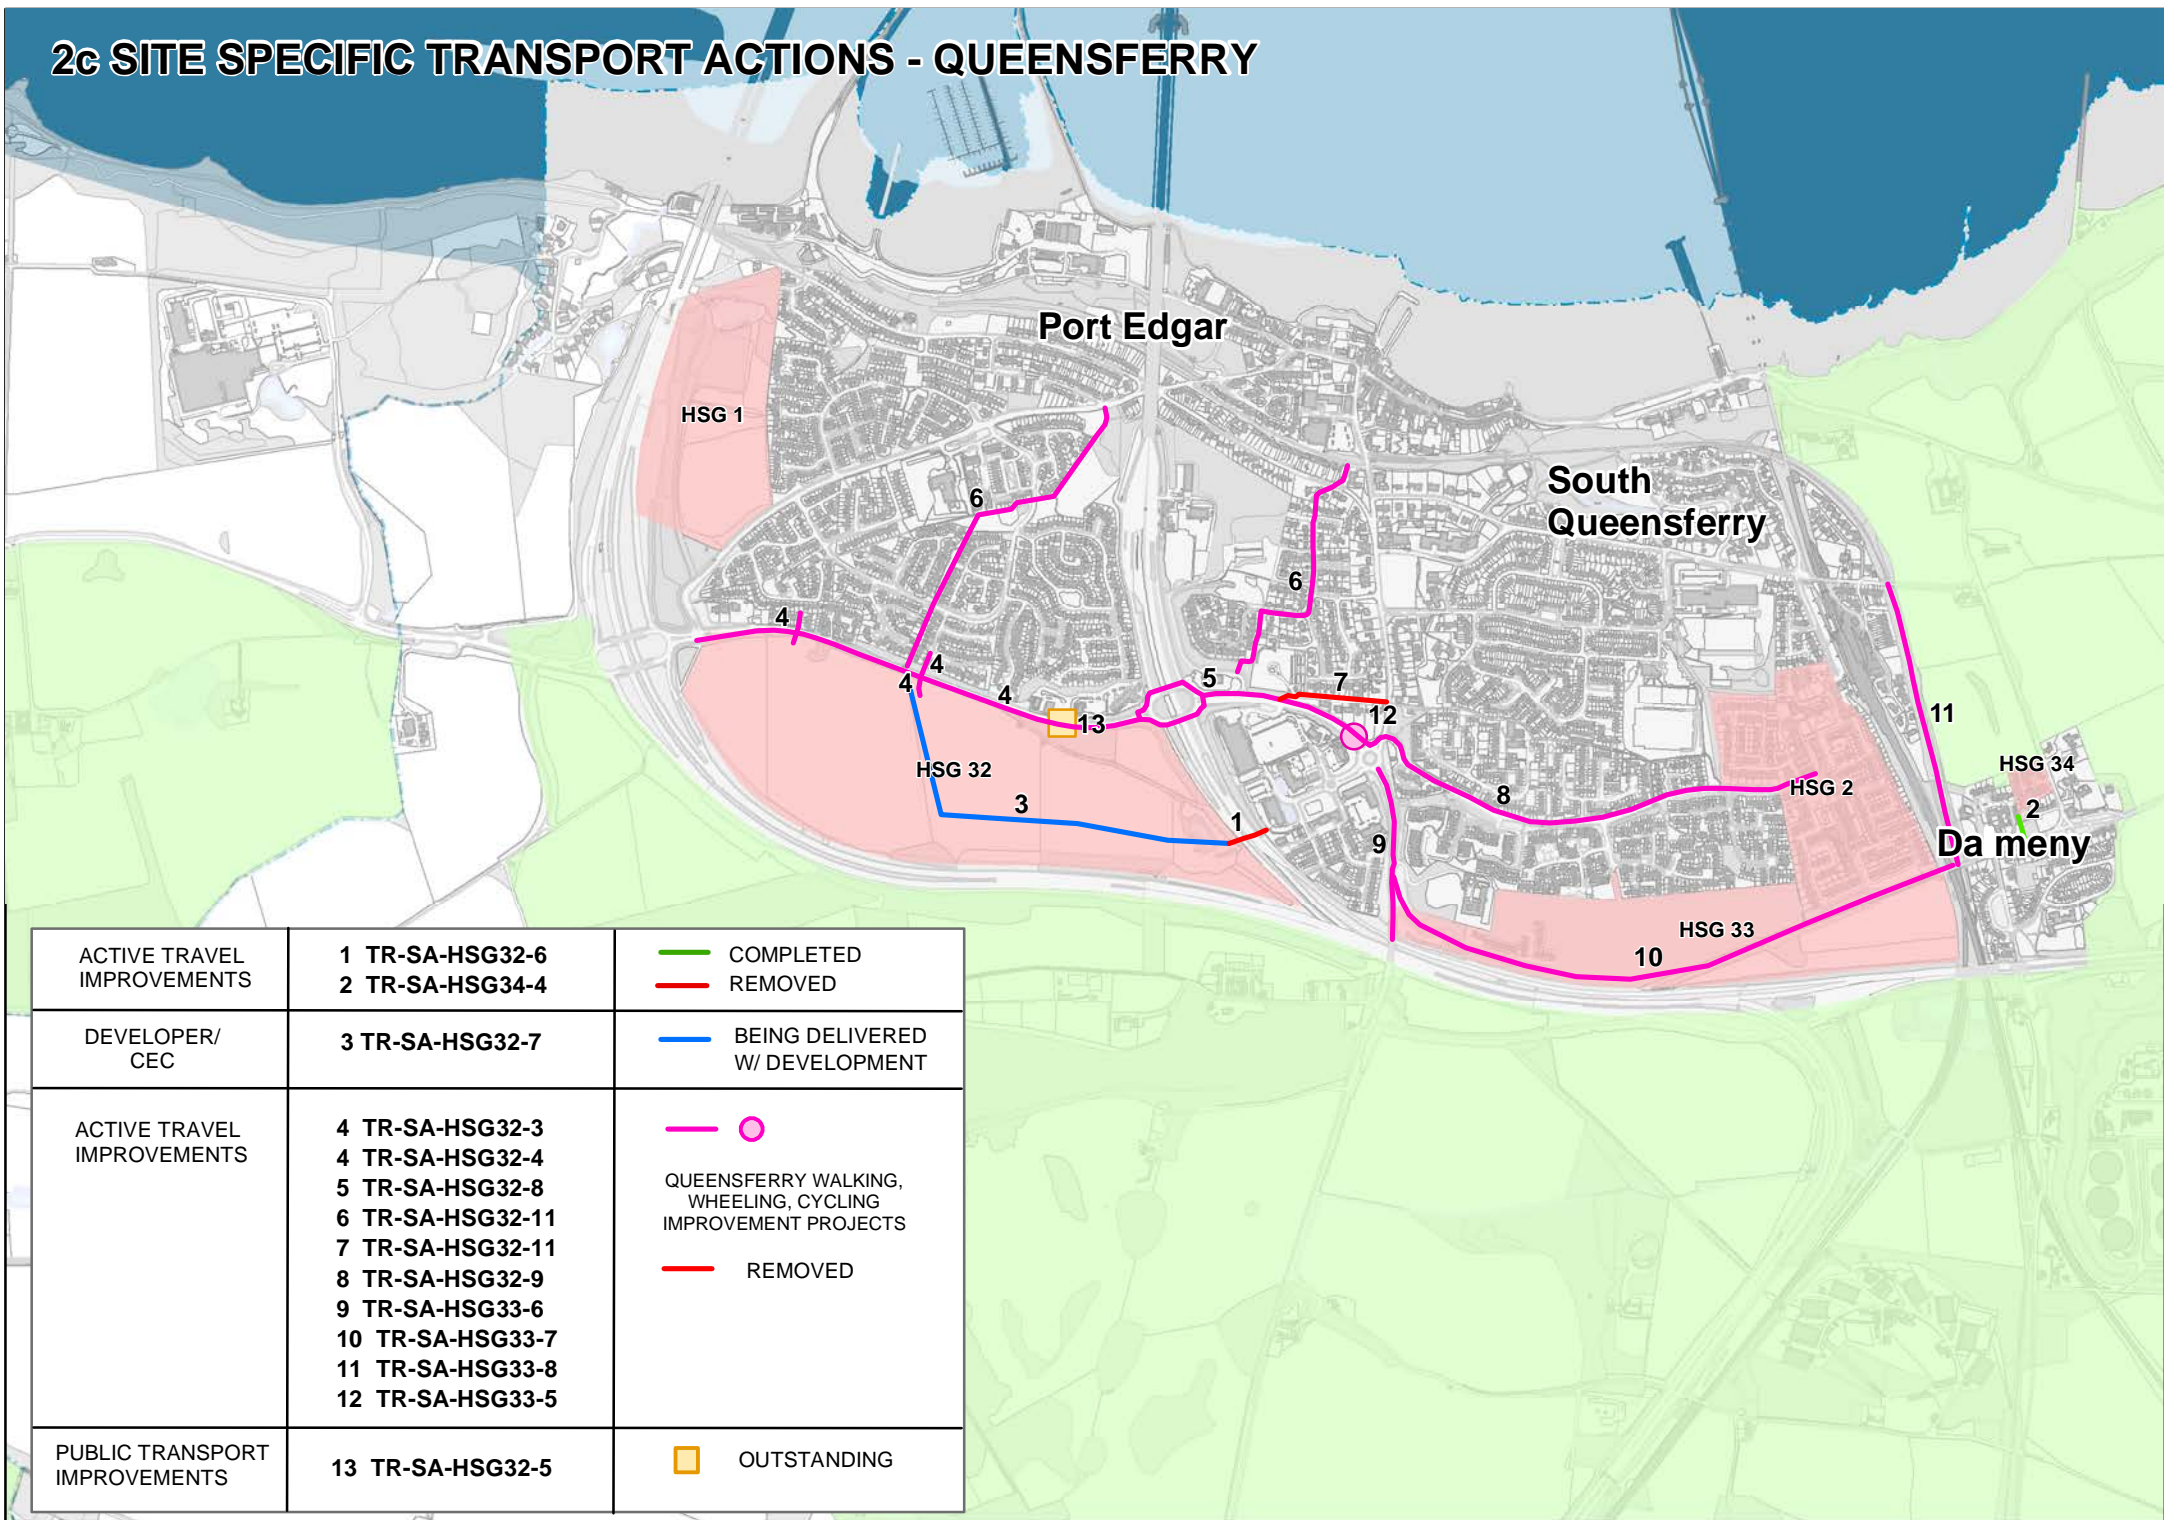 2c SITE SPECIFIC TRANSPORT ACTIONS - QUEENSFERRY
Port Edgar
HSG 1
South
Queensferry
6
6
4
4
4
4
5
7
12
13
11
HSG 32
3
1
8
9
HSG 2
HSG 34
2
Da meny
HSG 33
10
ACTIVE TRAVEL
IMPROVEMENTS
1 TR-SA-HSG32-6
2 TR-SA-HSG34-4
COMPLETED
REMOVED
DEVELOPER/
CEC
3 TR-SA-HSG32-7
BEING DELIVERED
W/ DEVELOPMENT
ACTIVE TRAVEL
IMPROVEMENTS
4 TR-SA-HSG32-3
4 TR-SA-HSG32-4
5 TR-SA-HSG32-8
6 TR-SA-HSG32-11
7 TR-SA-HSG32-11
8 TR-SA-HSG32-9
9 TR-SA-HSG33-6
10 TR-SA-HSG33-7
11 TR-SA-HSG33-8
12 TR-SA-HSG33-5
QUEENSFERRY WALKING,
WHEELING, CYCLING
IMPROVEMENT PROJECTS
REMOVED
PUBLIC TRANSPORT
IMPROVEMENTS
13 TR-SA-HSG32-5
OUTSTANDING